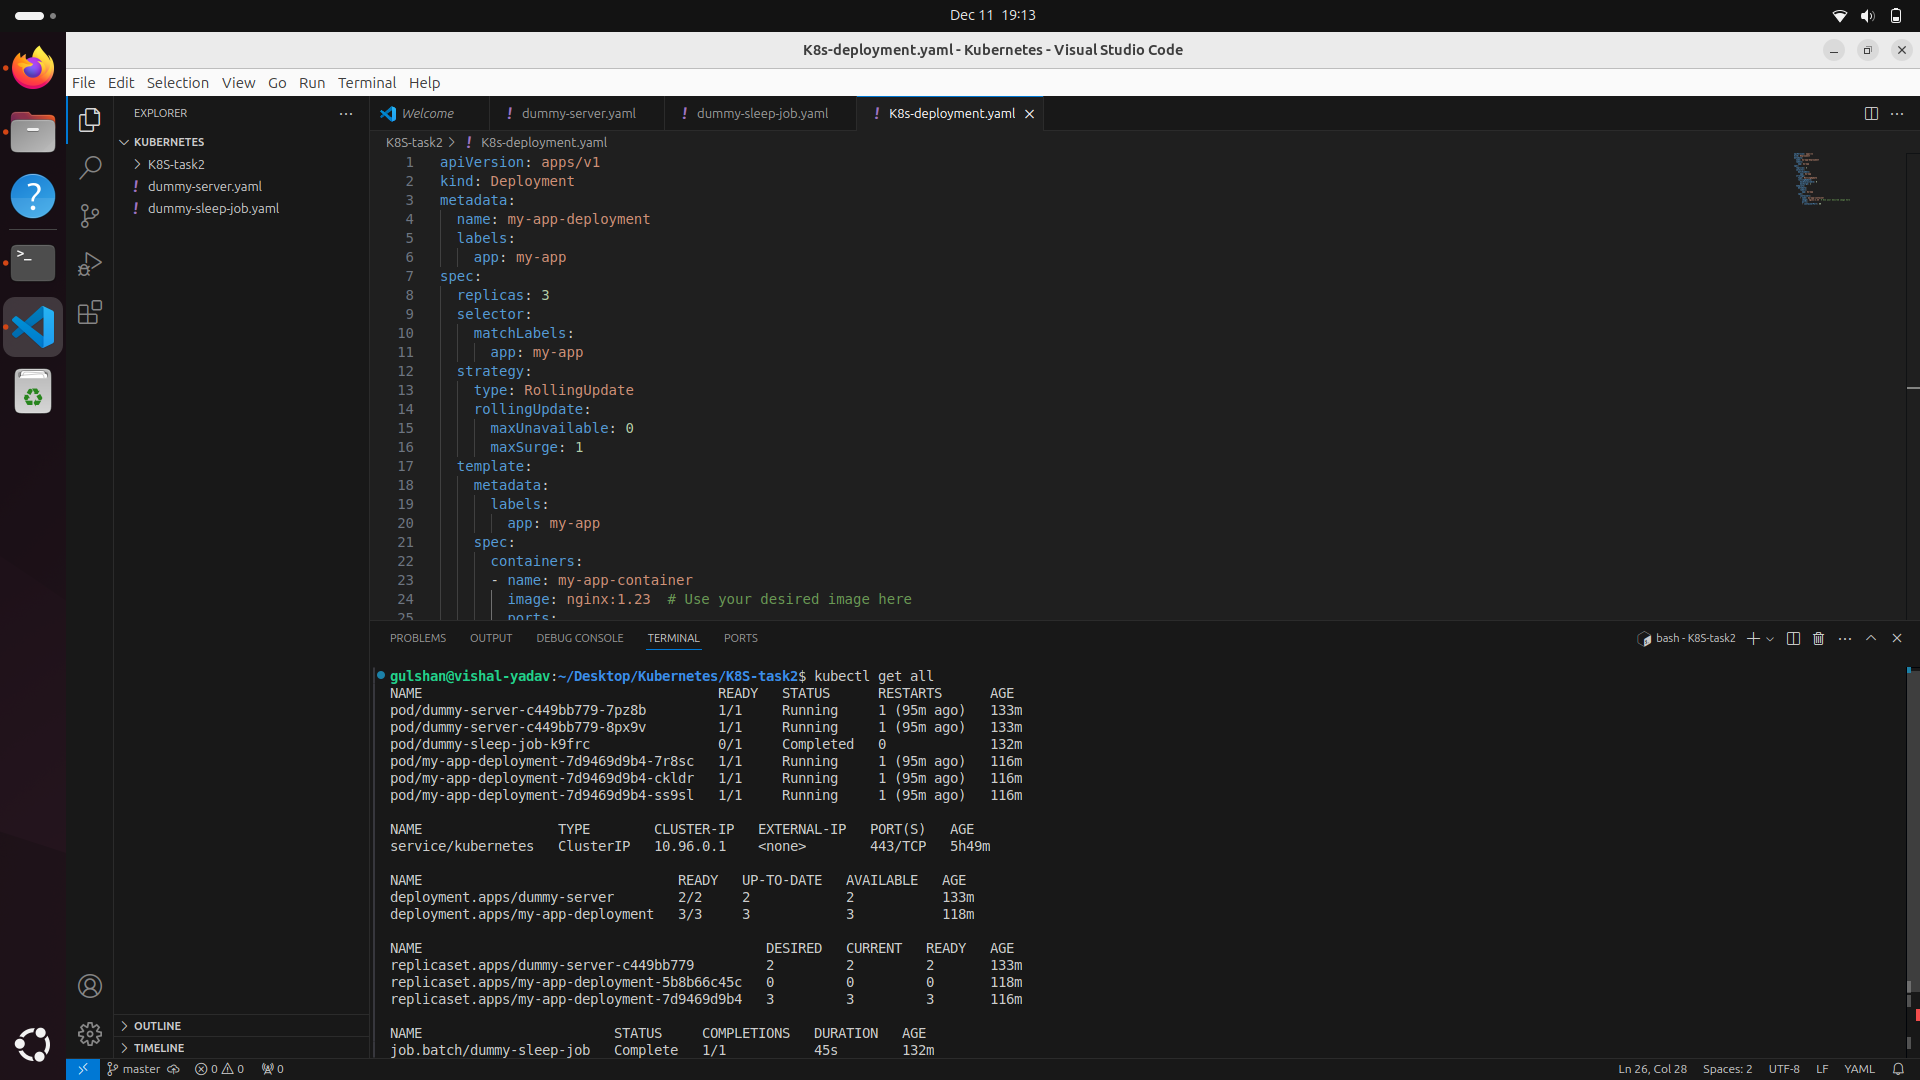 Dec 11 19:13
K8s-deployment.yaml - Kubernetes - Visual Studio Code
File Edit Selection View Go Run Terminal Help
EXPLORER
KUBERNETES
K8S-task2
! dummy-server.yaml
! dummy-sleep-job.yaml
OUTLINE
TIMELINE
Welcome ! dummy-server.yaml ! dummy-sleep-job.yaml ! K8s-deployment.yaml
K8S-task2 > ! K8s-deployment.yaml
1 apiVersion: apps/v1
2 kind: Deployment
3 metadata:
4 name: my-app-deployment
5 labels:
6 app: my-app
7 spec:
8 replicas: 3
9 selector:
10 matchLabels:
11 app: my-app
12 strategy:
13 type: RollingUpdate
14 rollingUpdate:
15 maxUnavailable: 0
16 maxSurge: 1
17 template:
18 metadata:
19 labels:
20 app: my-app
21 spec:
22 containers:
23 - name: my-app-container
24 image: nginx:1.23 # Use your desired image here
25 ports:
PROBLEMS OUTPUT DEBUG CONSOLE TERMINAL PORTS
bash - K8S-task2
gulshan@vishal-yadav:~/Desktop/Kubernetes/K8S-task2$ kubectl get all
NAME READY STATUS RESTARTS AGE
pod/dummy-server-c449bb779-7pz8b 1/1 Running 1 (95m ago) 133m
pod/dummy-server-c449bb779-8px9v 1/1 Running 1 (95m ago) 133m
pod/dummy-sleep-job-k9frc 0/1 Completed 0 132m
pod/my-app-deployment-7d9469d9b4-7r8sc 1/1 Running 1 (95m ago) 116m
pod/my-app-deployment-7d9469d9b4-ckldr 1/1 Running 1 (95m ago) 116m
pod/my-app-deployment-7d9469d9b4-ss9sl 1/1 Running 1 (95m ago) 116m
NAME TYPE CLUSTER-IP EXTERNAL-IP PORT(S) AGE
service/kubernetes ClusterIP 10.96.0.1 <none> 443/TCP 5h49m
NAME READY UP-TO-DATE AVAILABLE AGE
deployment.apps/dummy-server 2/2 2 2 133m
deployment.apps/my-app-deployment 3/3 3 3 118m
NAME DESIRED CURRENT READY AGE
replicaset.apps/dummy-server-c449bb779 2 2 2 133m
replicaset.apps/my-app-deployment-5b8b66c45c 0 0 0 118m
replicaset.apps/my-app-deployment-7d9469d9b4 3 3 3 116m
NAME STATUS COMPLETIONS DURATION AGE
job.batch/dummy-sleep-job Complete 1/1 45s 132m
master 0 0 0
Ln 26, Col 28 Spaces: 2 UTF-8 LF YAML